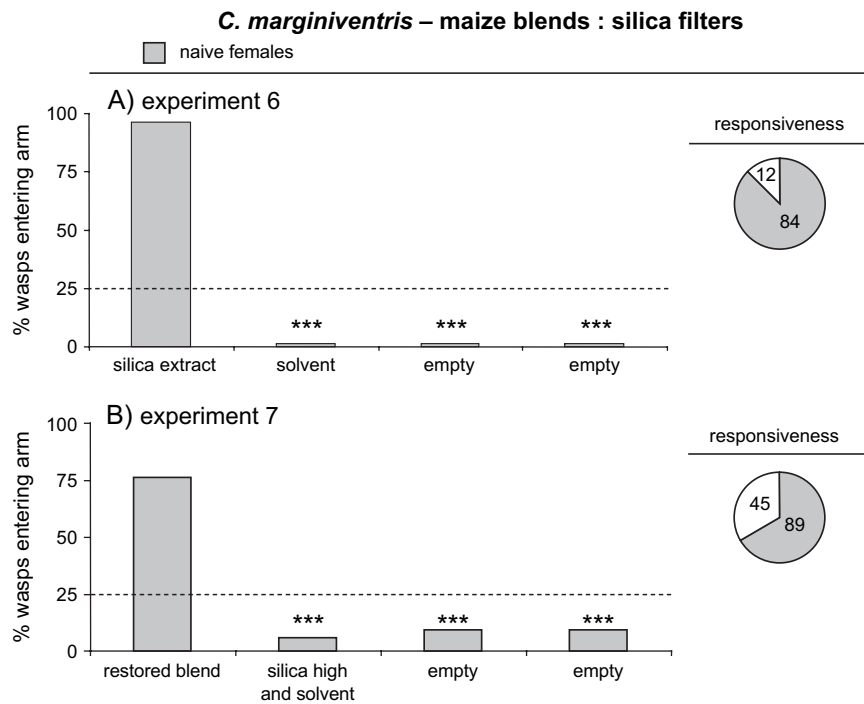 C. marginiventris – maize blends : silica filters
naive females
A) experiment 6
% wasps entering arm
100
75
50
25
0
***
***
***
silica extract
solvent
empty
empty
responsiveness
12
84
B) experiment 7
% wasps entering arm
100
75
50
25
0
***
***
***
restored blend
silica high
and solvent
empty
empty
responsiveness
45
89